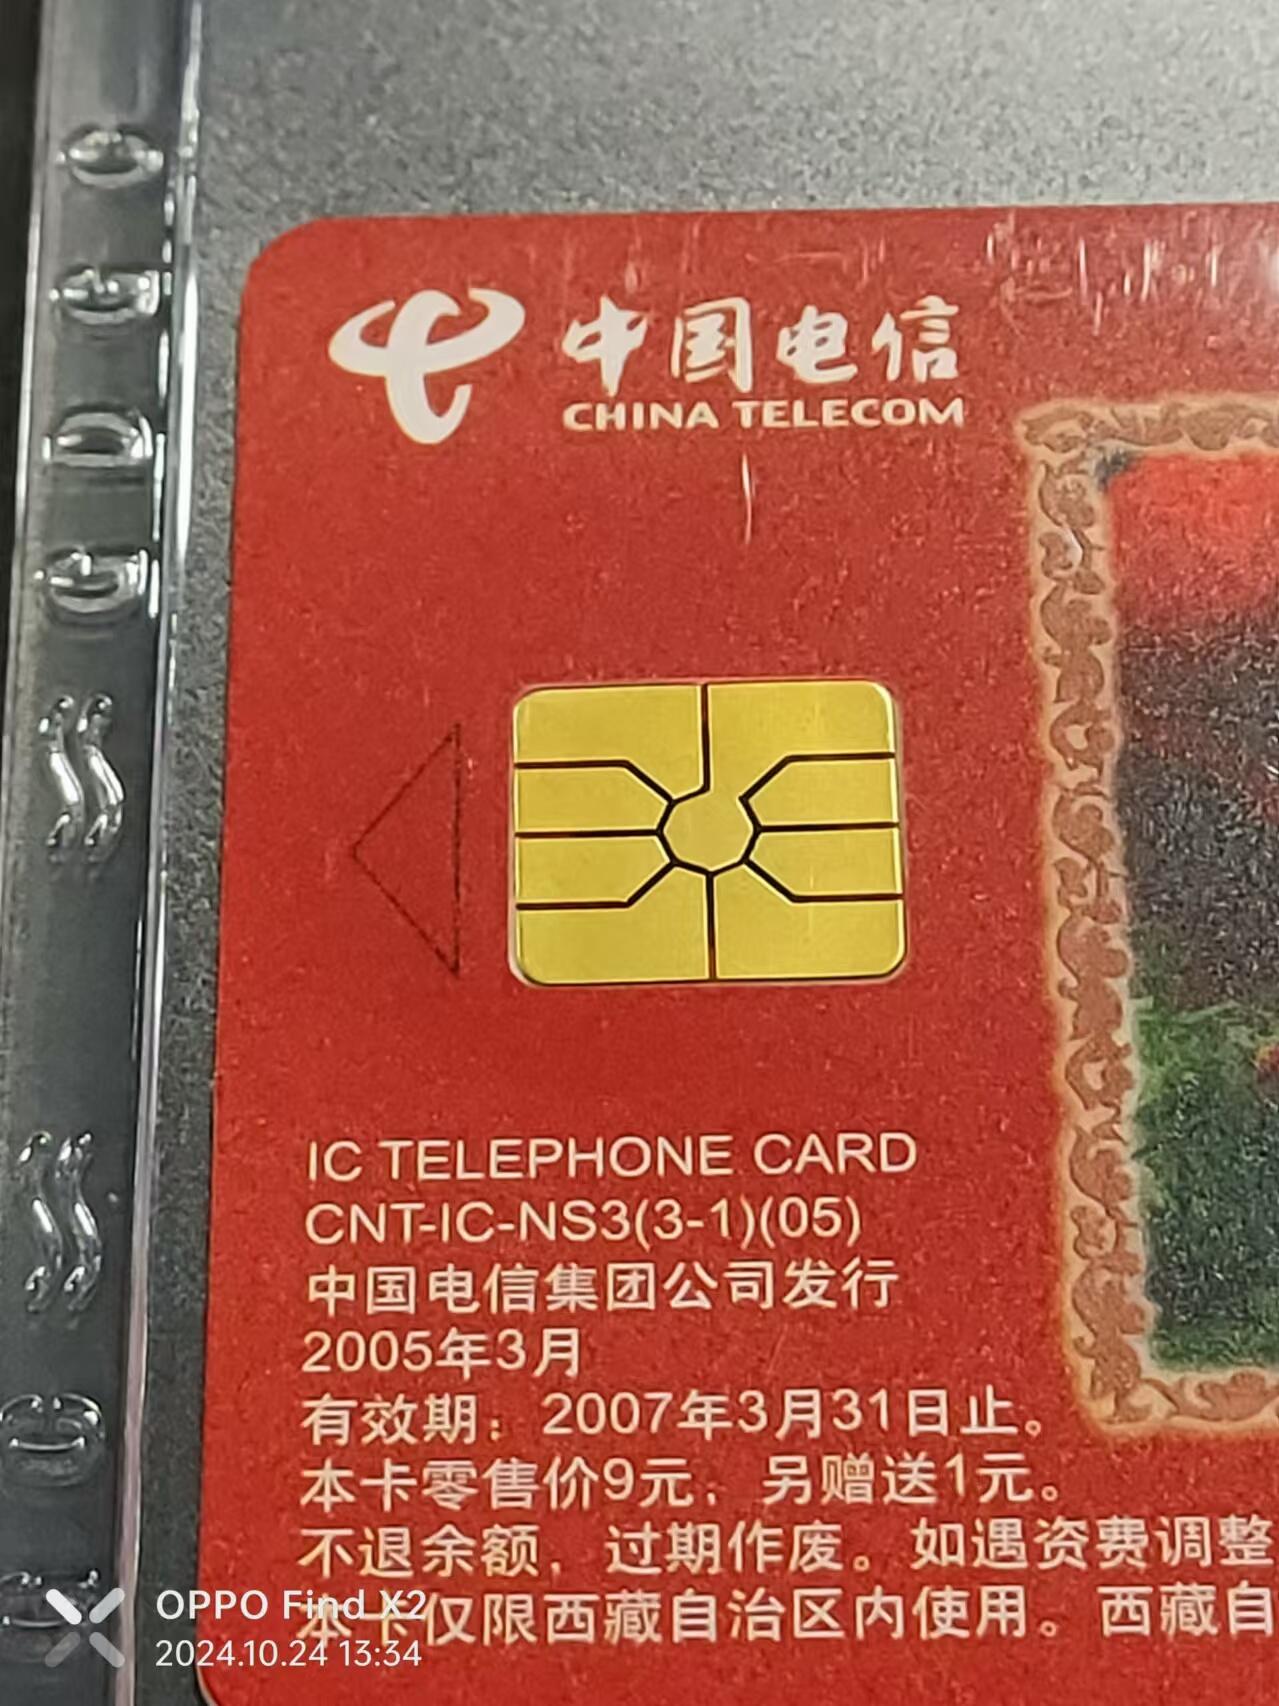 中国电信
CHINA TELECOM
IC TELEPHONE CARD
CNT-IC-NS3(3-1)(05)
中国电信集团公司发行
2005年3月
有效期：2007年3月31日止。
本卡零售价9元，另赠送1元。
不退余额，过期作废。如遇资费调整
本卡仅限西藏自治区内使用。西藏自
OPPO Find X2
2024.10.24 13:34